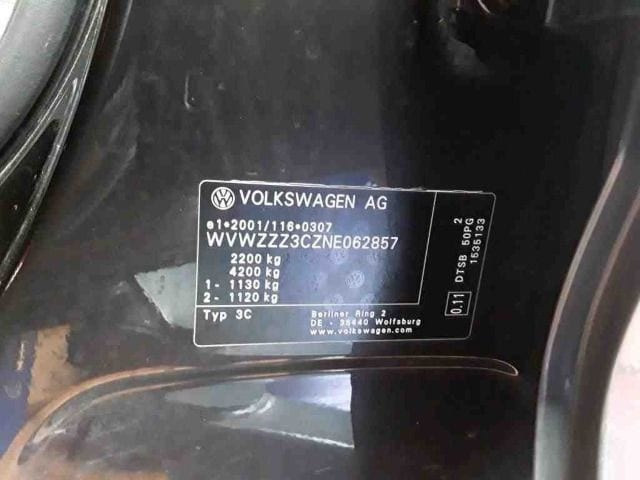 VOLKSWAGEN AG
e1*2001/116*0307
WVWZZZ3CZNE062857
2200 kg
4200 kg
1- 1130 kg
2- 1120 kg
Typ 3C
Berliner Ring 2
DE - 38440 Wolfsburg
www.volkswagen.com
0.11
DTSB 50PG 2
1535133